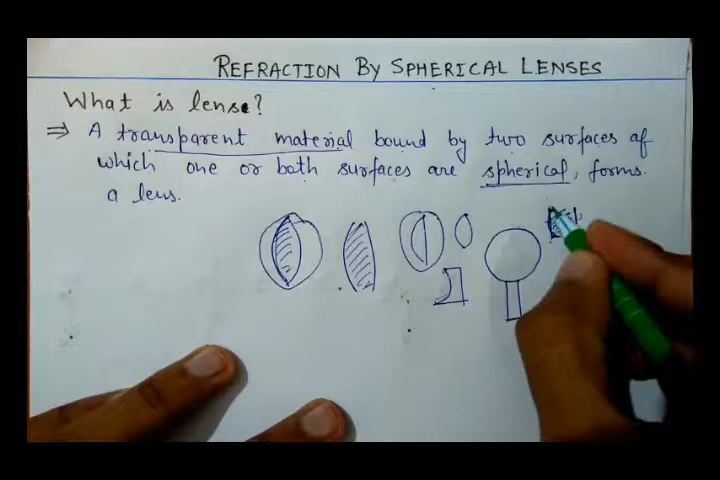 REFRACTION BY SPHERICAL LENSES
What is lens?
⇒ A transparent material bound by two surfaces of
which one or both surfaces are spherical, forms
a lens.